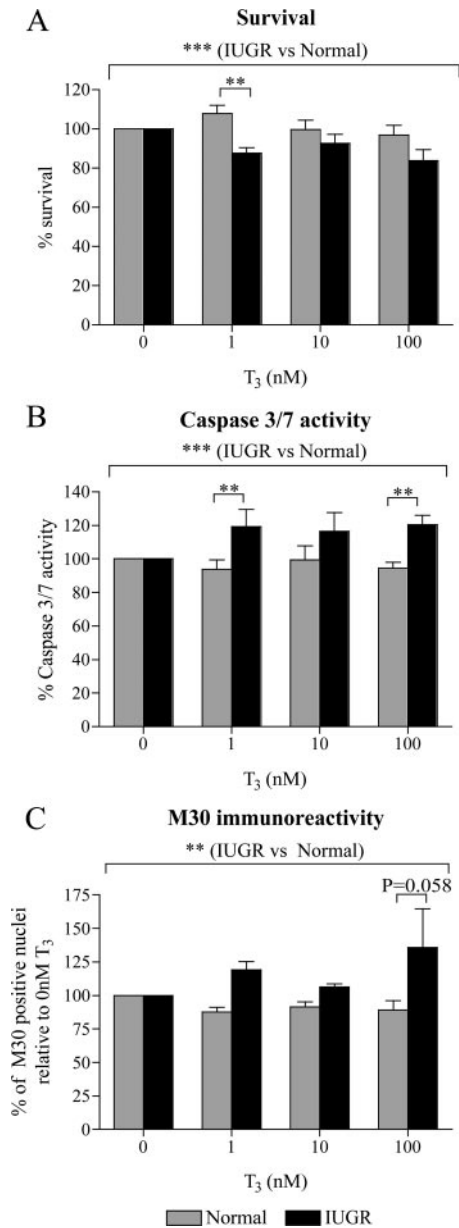 A
Survival
*** (IUGR vs Normal)
**
120
100
80
60
40
20
0
% survival
0 1 10 100
T3 (nM)
B
Caspase 3/7 activity
*** (IUGR vs Normal)
** **
140
120
100
80
60
40
20
0
% Caspase 3/7 activity
0 1 10 100
T3 (nM)
C
M30 immunoreactivity
** (IUGR vs Normal)
P=0.058
175
150
125
100
75
50
25
0
% of M30 positive nuclei
relative to 0nM T3
0 1 10 100
T3 (nM)
Normal IUGR